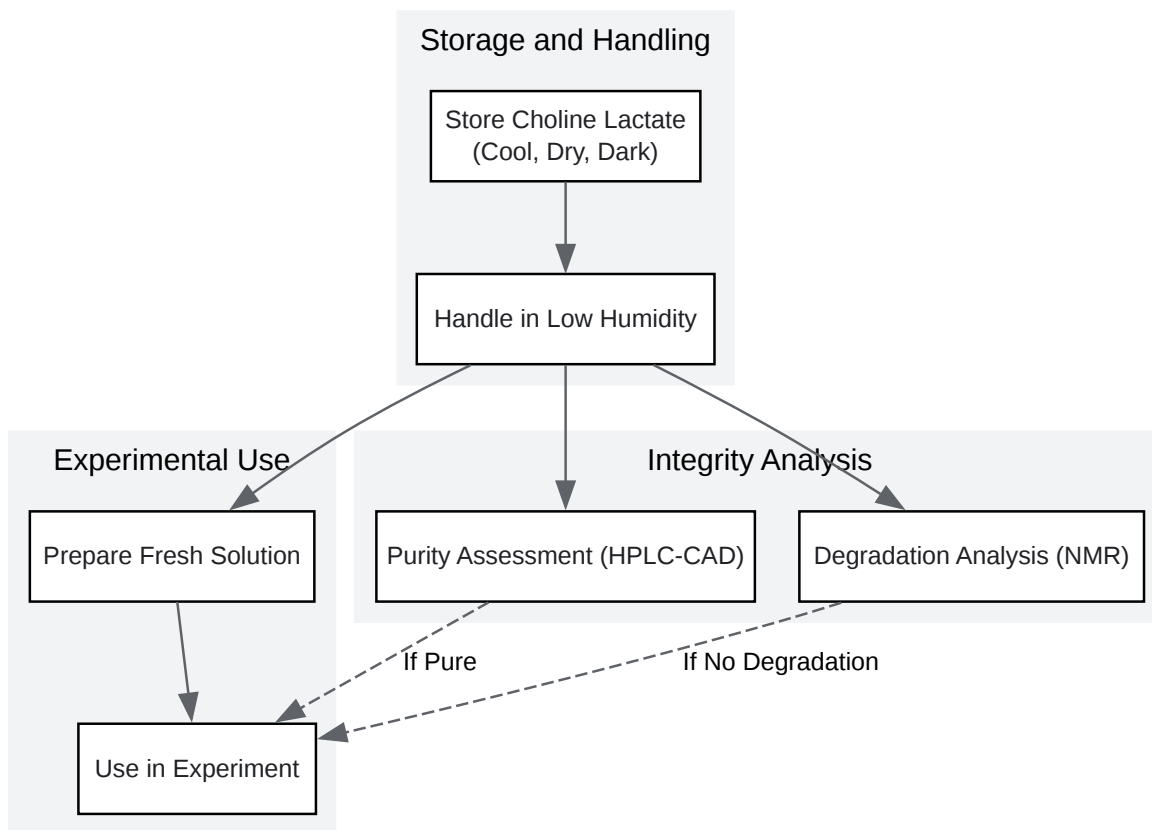 Storage and Handling
Store Choline Lactate
(Cool, Dry, Dark)
Handle in Low Humidity
Experimental Use
Integrity Analysis
Prepare Fresh Solution
Purity Assessment (HPLC-CAD)
Degradation Analysis (NMR)
If Pure
If No Degradation
Use in Experiment